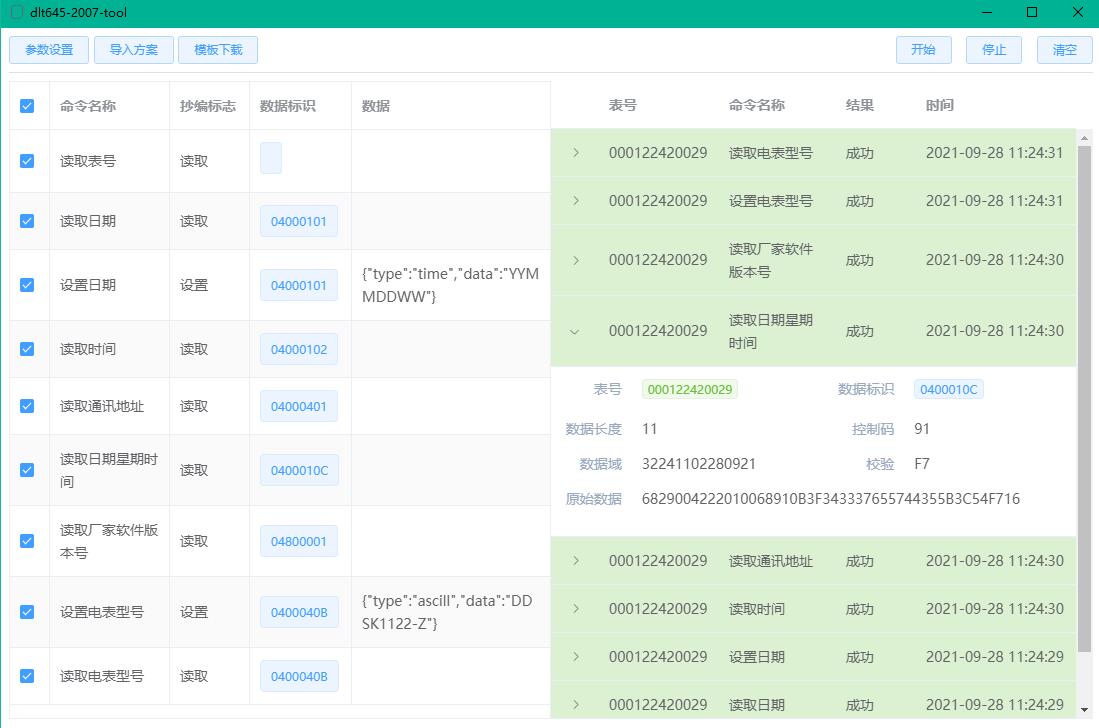 dlt645-2007-tool
参数设置 导入方案 模板下载 开始 停止 清空
命令名称 抄编标志 数据标识 数据
读取表号 读取
读取日期 读取 04000101
设置日期 设置 04000101 {"type":"time","data":"YYM
MDDWW"}
读取时间 读取 04000102
读取通讯地址 读取 04000401
读取日期星期时
间 读取 0400010C
读取厂家软件版
本号 读取 04800001
设置电表型号 设置 0400040B {"type":"ascill","data":"DD
SK1122-Z"}
读取电表型号 读取 0400040B
表号 命令名称 结果 时间
000122420029 读取电表型号 成功 2021-09-28 11:24:31
000122420029 设置电表型号 成功 2021-09-28 11:24:31
000122420029 读取厂家软件
版本号 成功 2021-09-28 11:24:30
000122420029 读取日期星期
时间 成功 2021-09-28 11:24:30
表号 000122420029 数据标识 0400010C
数据长度 11 控制码 91
数据域 32241102280921 校验 F7
原始数据 6829004222010068910B3F343337655744355B3C54F716
000122420029 读取通讯地址 成功 2021-09-28 11:24:30
000122420029 读取时间 成功 2021-09-28 11:24:30
000122420029 设置日期 成功 2021-09-28 11:24:29
000122420029 读取日期 成功 2021-09-28 11:24:29